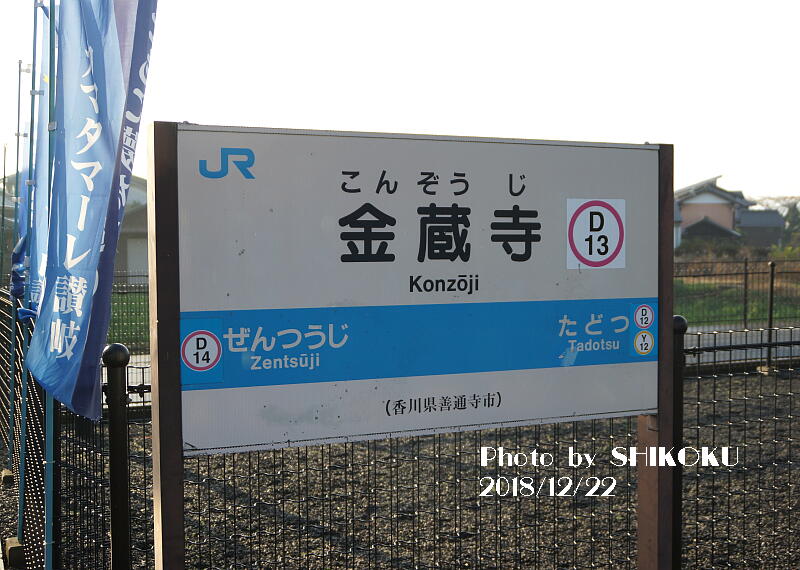 カマタマーレ讃岐
JR
こんぞうじ
金蔵寺
D
13
Konzōji
D
14
ぜんつうじ
Zentsūji
たどつ
Tadotsu
D
12
Y
12
(香川県善通寺市)
Photo by SHIKOKU
2018/12/22